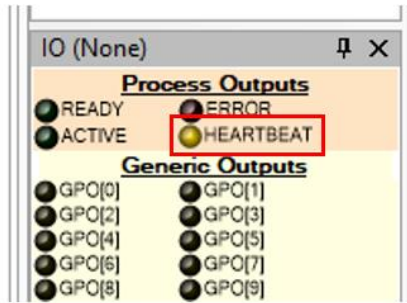 IO (None)
Process Outputs
READY ERROR
ACTIVE HEARTBEAT
Generic Outputs
GPO[0] GPO[1]
GPO[2] GPO[3]
GPO[4] GPO[5]
GPO[6] GPO[7]
GPO[8] GPO[9]